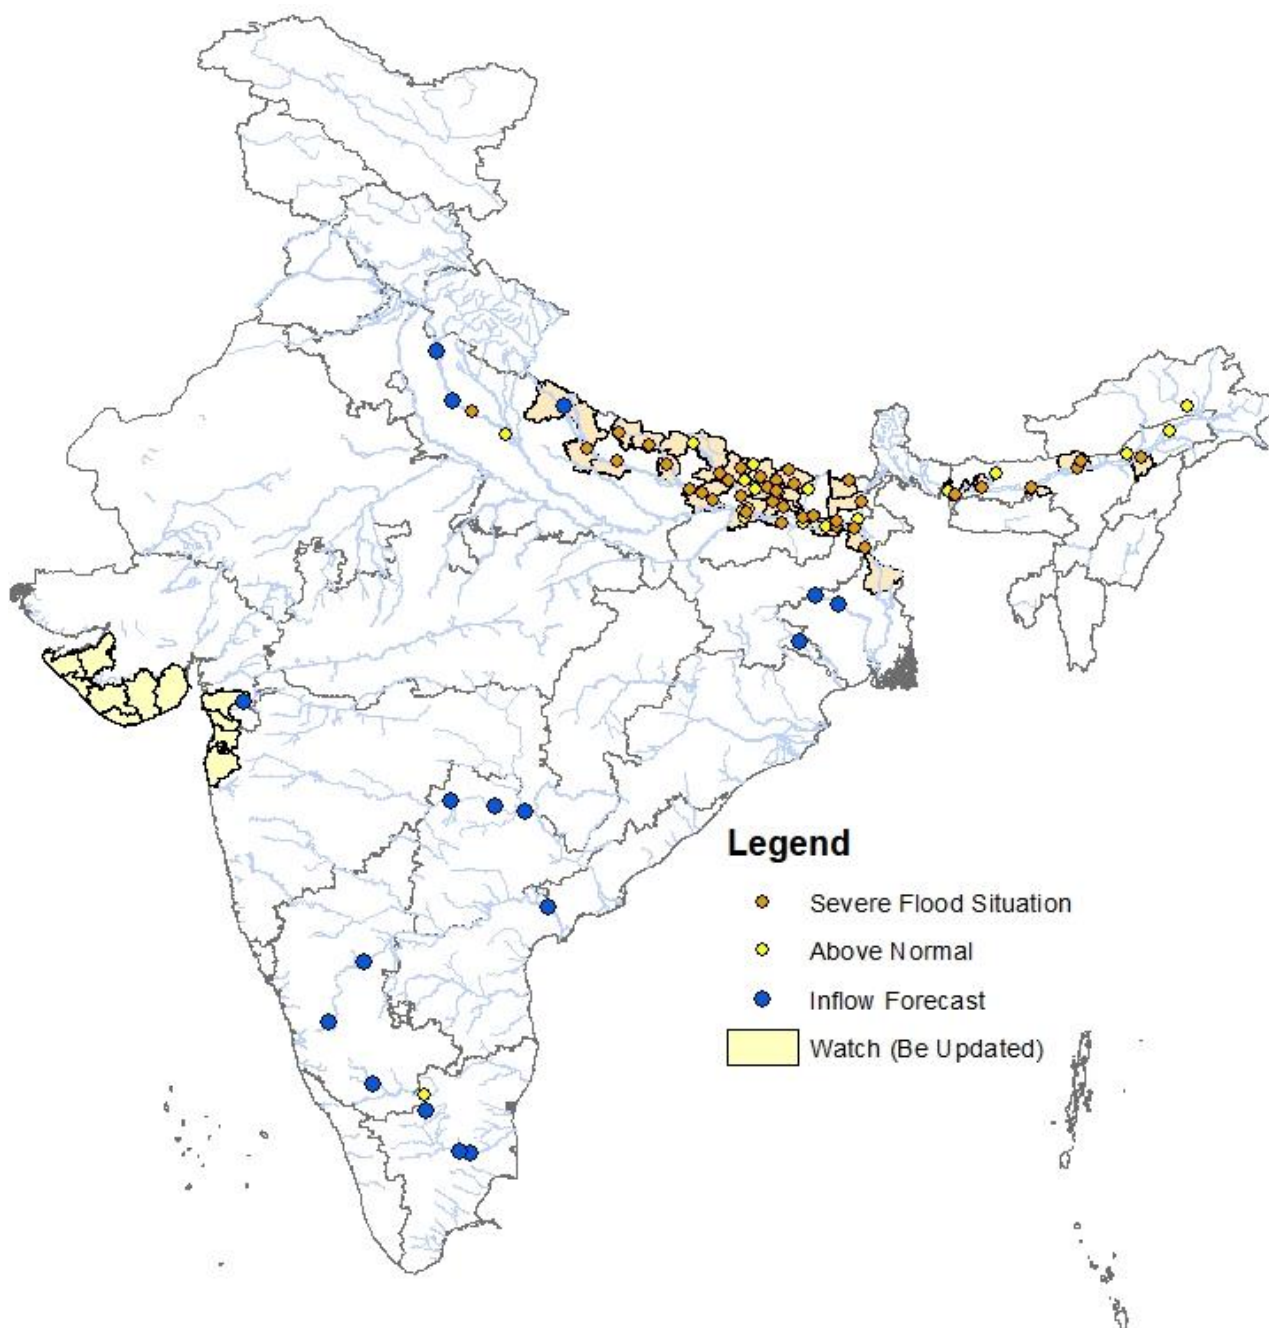 Legend
Severe Flood Situation
Above Normal
Inflow Forecast
Watch (Be Updated)